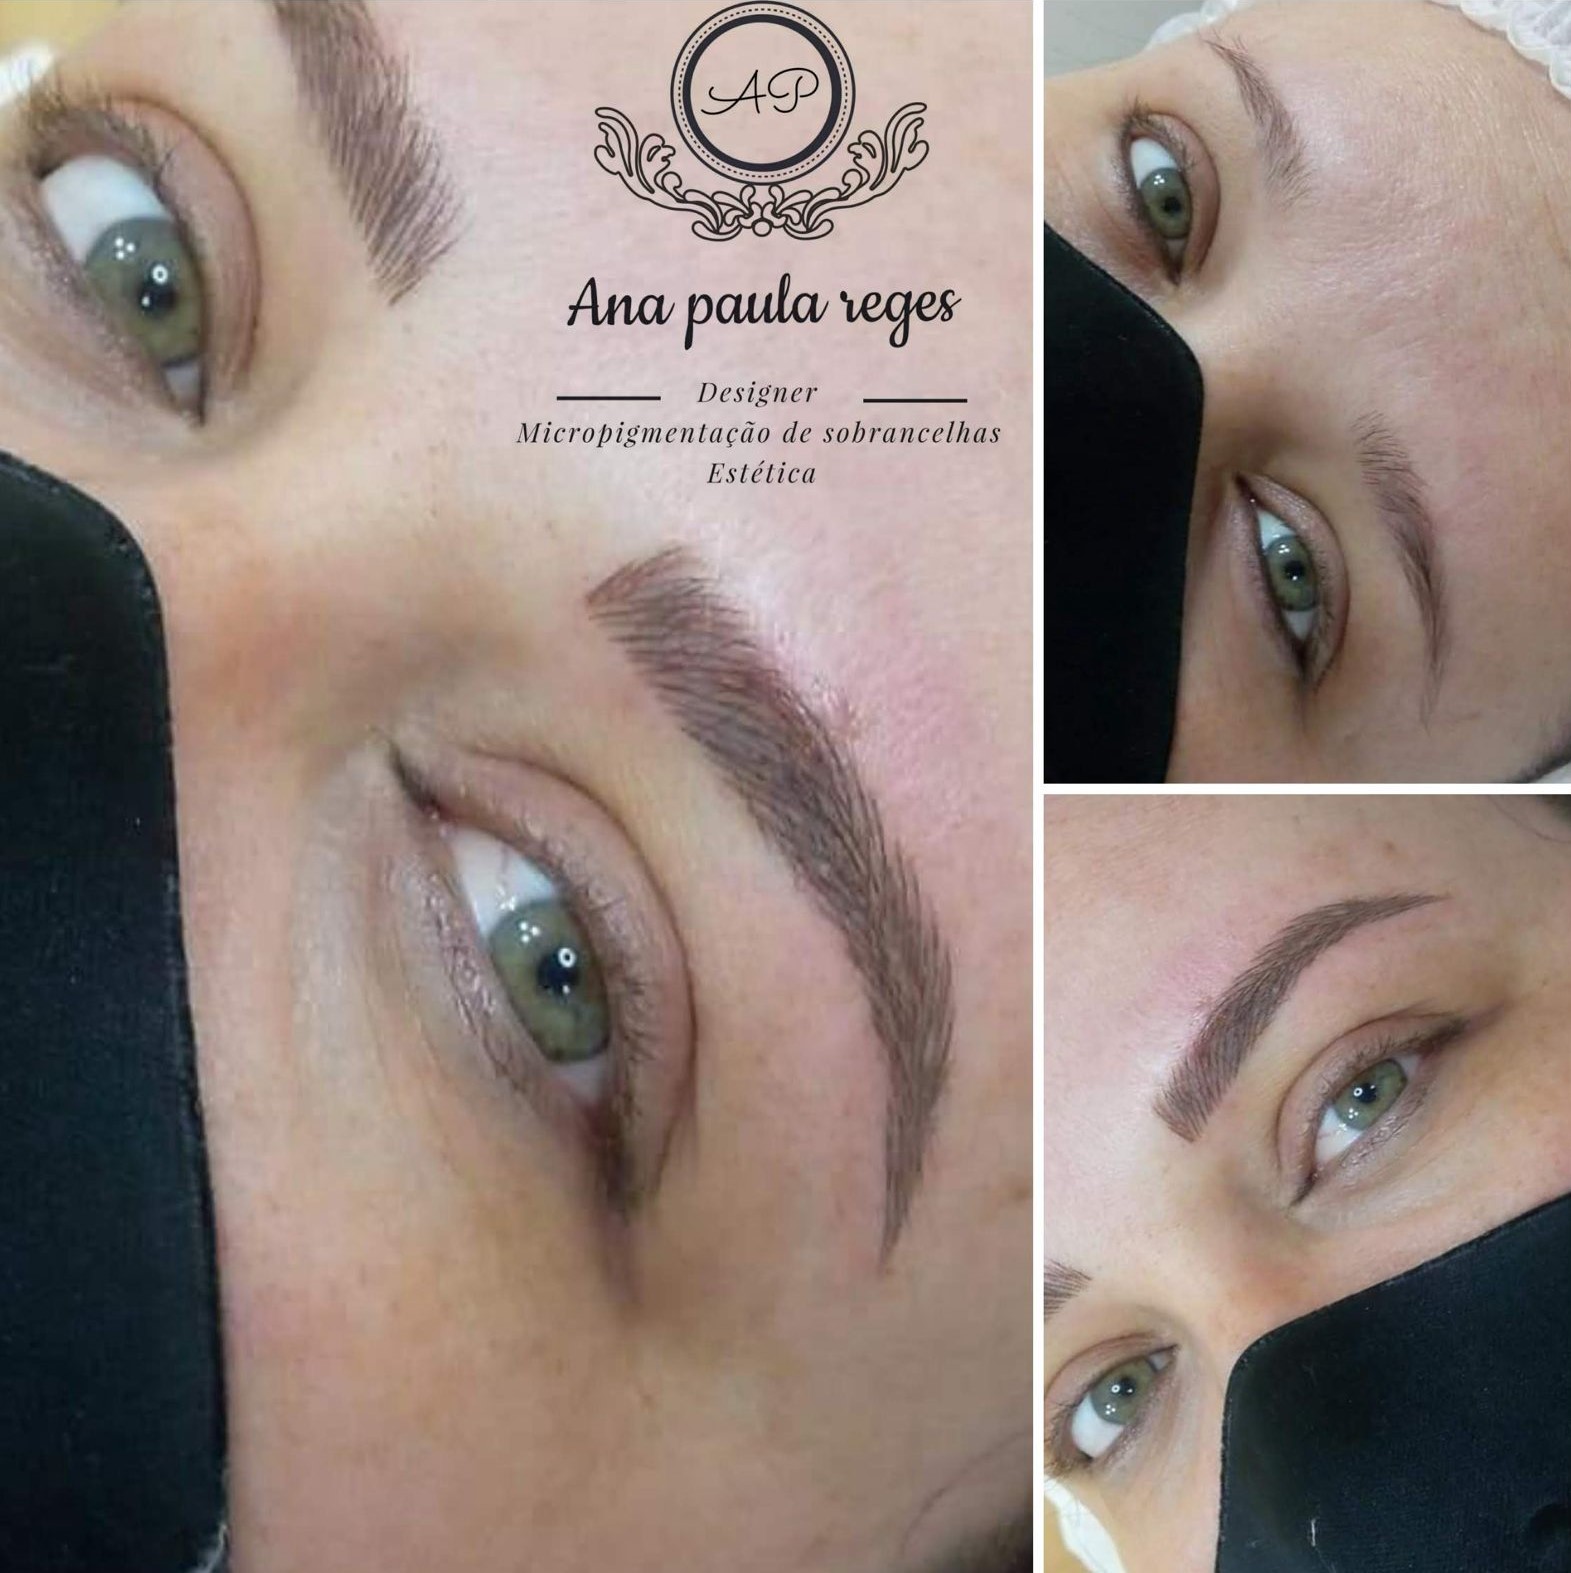 AP
Ana paula reges
Designer
Micropigmentação de sobrancelhas
Estética